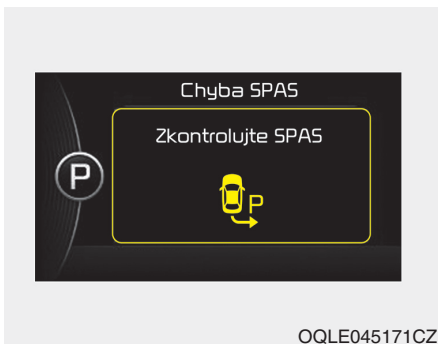 Chyba SPAS
Zkontrolujte SPAS
P
P
OQLE045171CZ